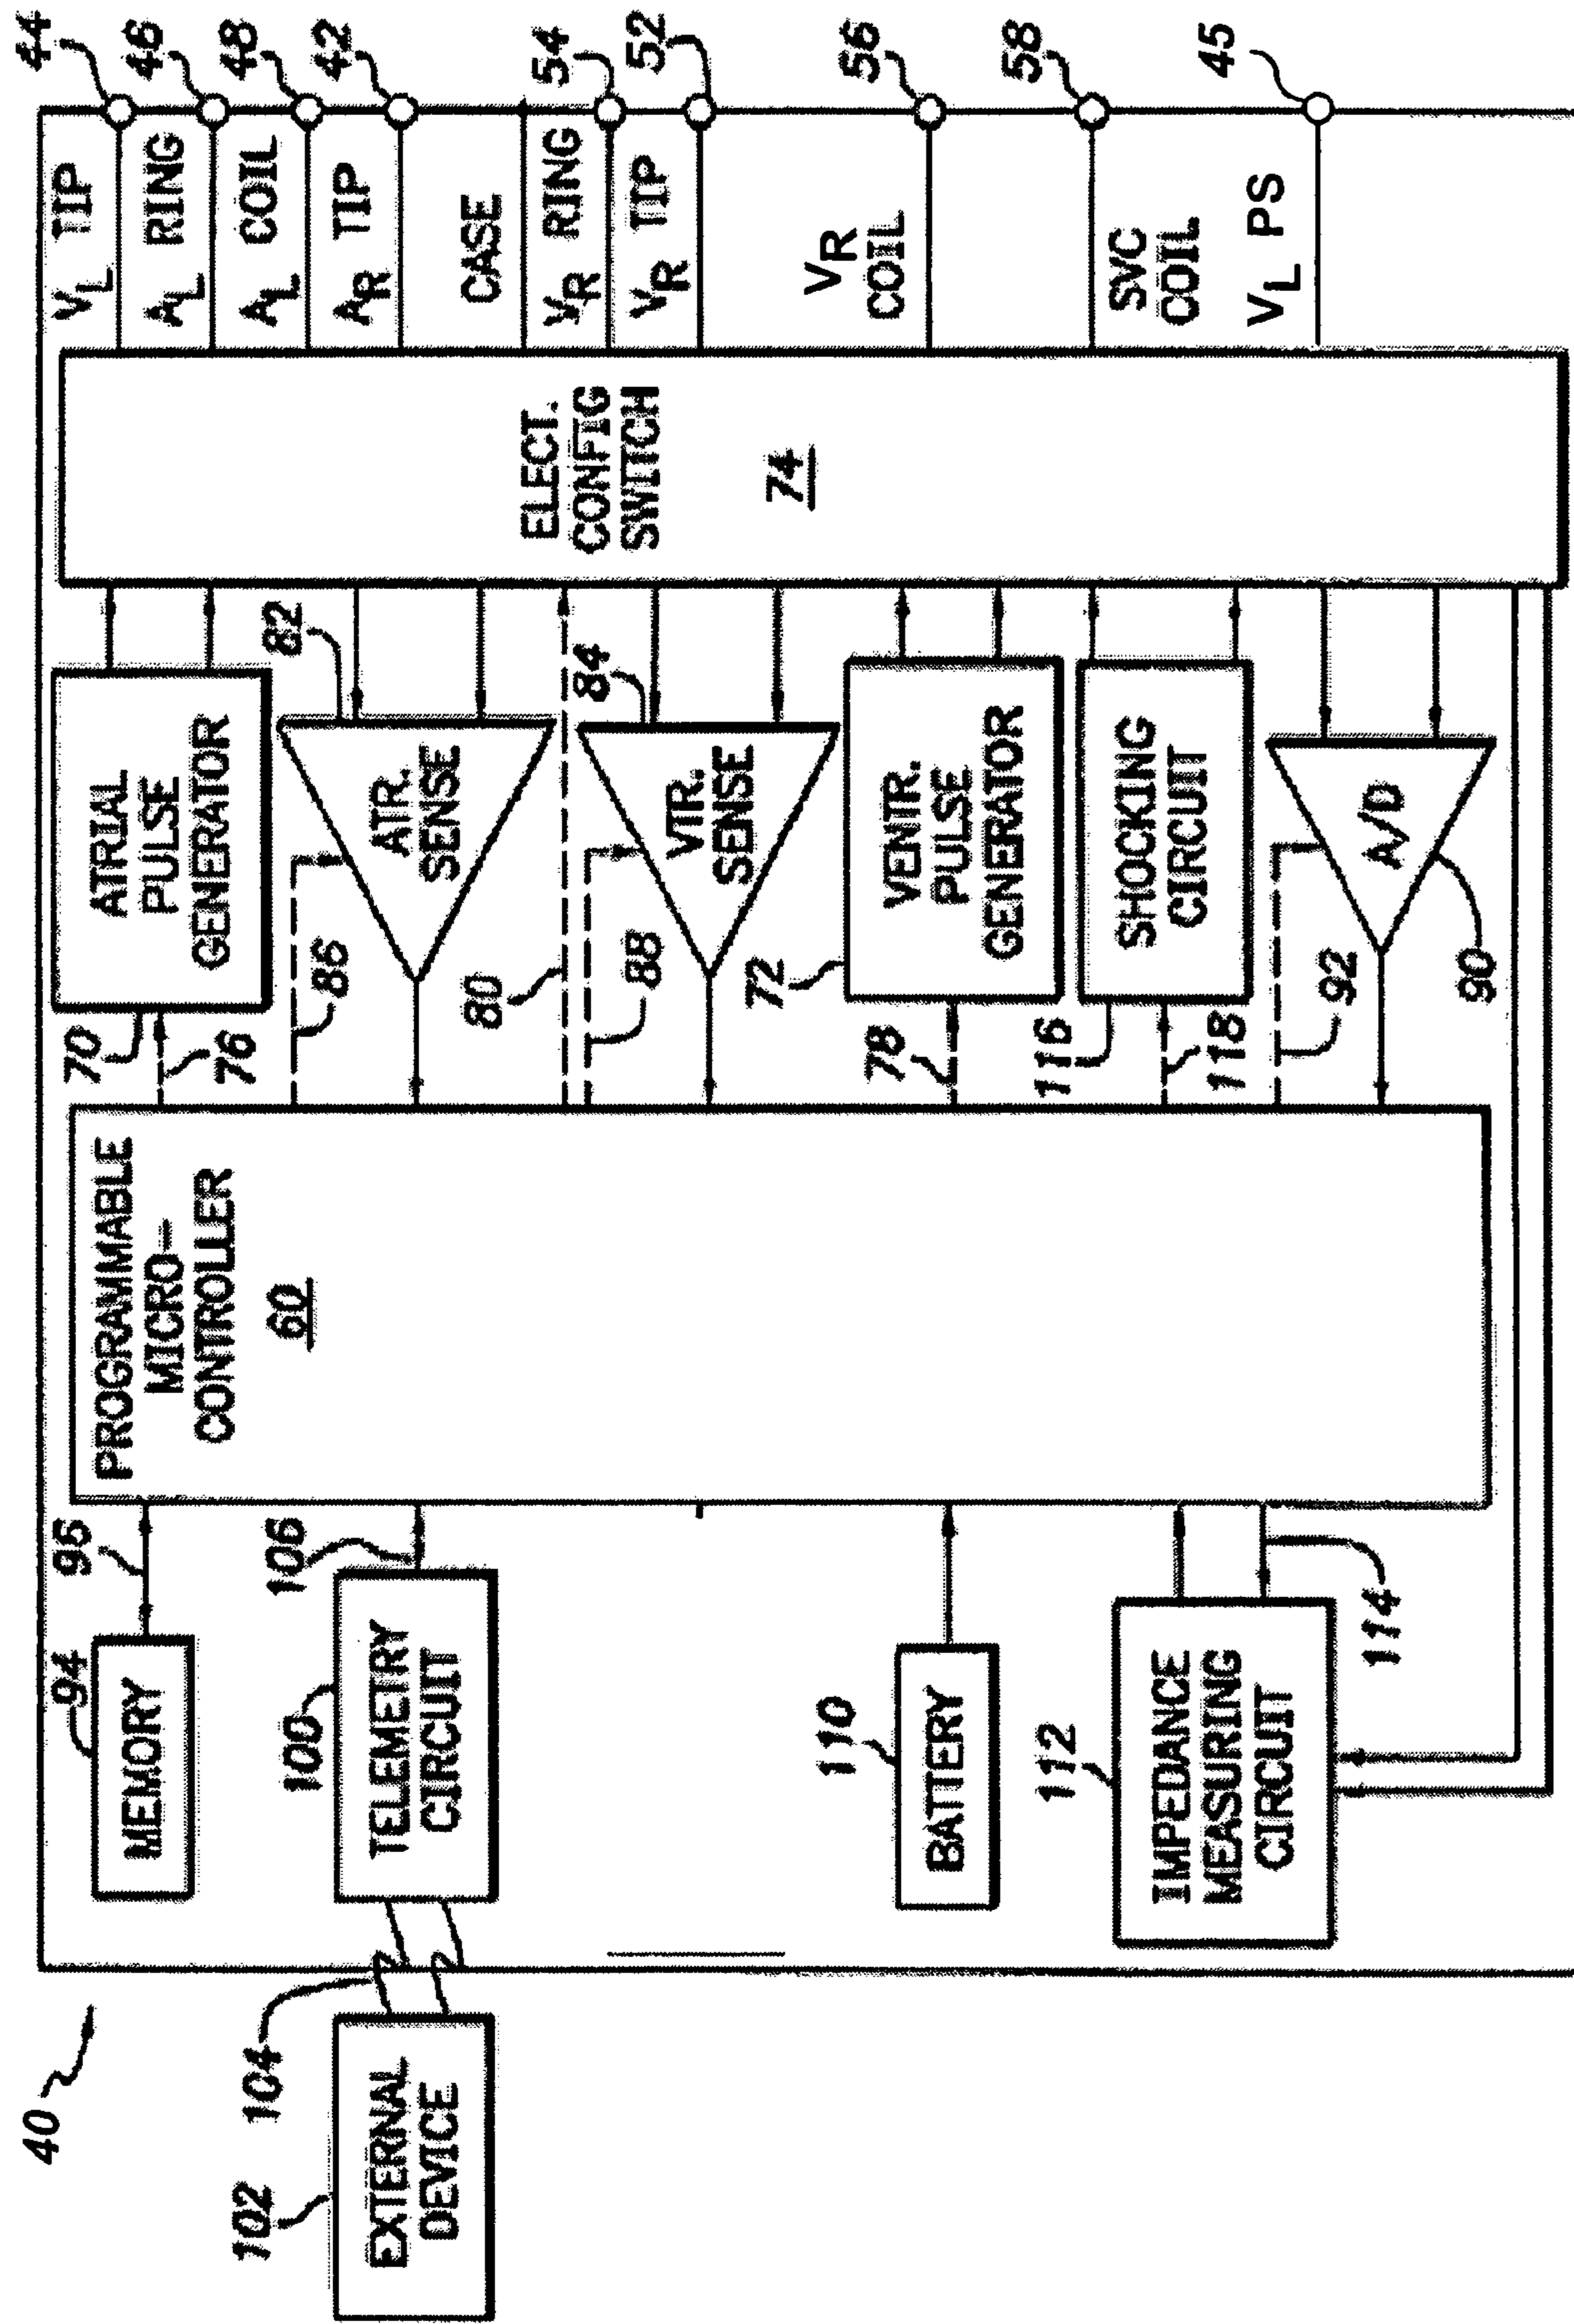 40
102
EXTERNAL
DEVICE
104
94
MEMORY
96
100
TELEMETRY
CIRCUIT
106
110
BATTERY
112
IMPEDANCE
MEASURING
CIRCUIT
114
PROGRAMMABLE
MICRO-
CONTROLLER
60
70
76
ATRIAL
PULSE
GENERATOR
86
82
ATR.
SENSE
80
88
84
VTR.
SENSE
72
78
VENTR.
PULSE
GENERATOR
116
118
SHOCKING
CIRCUIT
92
A/D
90
ELECT.
CONFIG
SWITCH
74
VL TIP
44
AL RING
46
AL COIL
48
AR TIP
42
CASE
VR RING
54
VR TIP
52
VR
COIL
56
SVC
COIL
58
VL PS
45